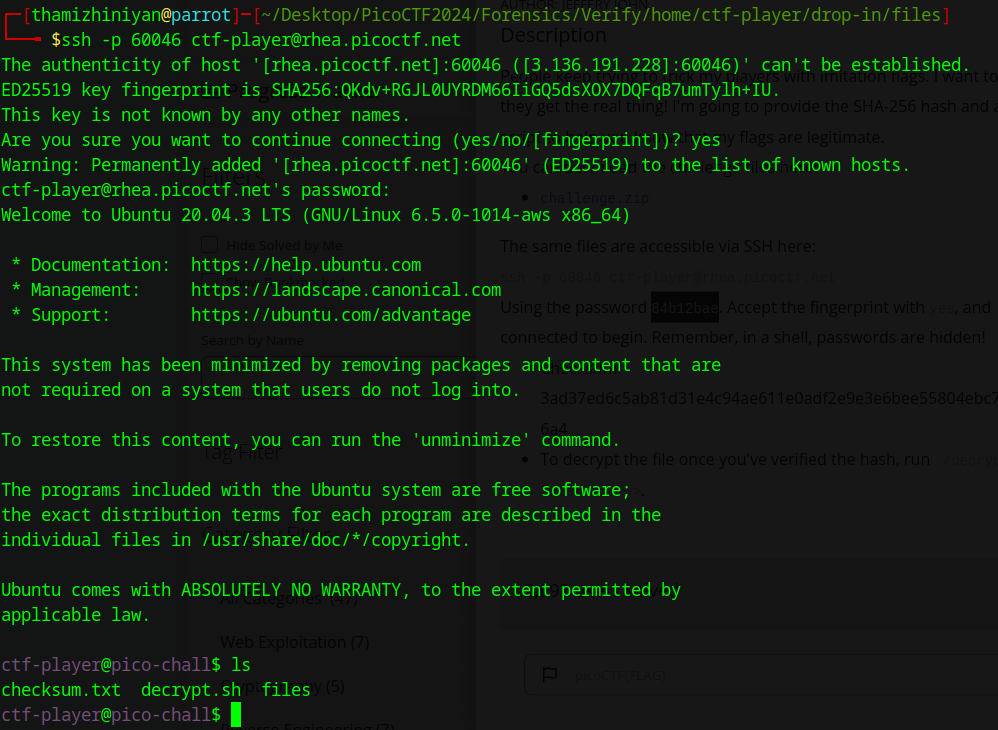 [thamizhiniyan@parrot]─[~/Desktop/PicoCTF2024/Forensics/Verify/home/ctf-player/drop-in/files]
$ssh -p 60046 ctf-player@rhea.picoctf.net
The authenticity of host '[rhea.picoctf.net]:60046 ([3.136.191.228]:60046)' can't be established.
ED25519 key fingerprint is SHA256:QKdv+RGJL0UYRDM66IiGQ5dsXOX7DQFqB7umTylh+IU.
This key is not known by any other names.
Are you sure you want to continue connecting (yes/no/[fingerprint])? yes
Warning: Permanently added '[rhea.picoctf.net]:60046' (ED25519) to the list of known hosts.
ctf-player@rhea.picoctf.net's password:
Welcome to Ubuntu 20.04.3 LTS (GNU/Linux 6.5.0-1014-aws x86_64)
* Documentation: https://help.ubuntu.com
* Management: https://landscape.canonical.com
* Support: https://ubuntu.com/advantage
This system has been minimized by removing packages and content that are
not required on a system that users do not log into.
To restore this content, you can run the 'unminimize' command.
The programs included with the Ubuntu system are free software;
the exact distribution terms for each program are described in the
individual files in /usr/share/doc/*/copyright.
Ubuntu comes with ABSOLUTELY NO WARRANTY, to the extent permitted by
applicable law.
ctf-player@pico-chall$ ls
checksum.txt decrypt.sh files
ctf-player@pico-chall$
AUTHOR: JEFFERY JOHN
Description
they get the real thing! I'm going to provide the SHA-256 hash and a
my flags are legitimate.
challenge.zip
The same files are accessible via SSH here:
ssh -p 60046 ctf-player@rhea.picoctf.net
Using the password 84b12bae. Accept the fingerprint with yes, and
connected to begin. Remember, in a shell, passwords are hidden!
3ad37ed6c5ab81d31e4c94ae611e0adf2e9e3e6bee55804ebc7
6a4
To decrypt the file once you've verified the hash, run
picoCTF{FLAG}
Filters
Hide Solved by Me
Search by Name
Tag Filter
All Categories (47)
Web Exploitation (7)
(5)
Reverse Engineering (7)